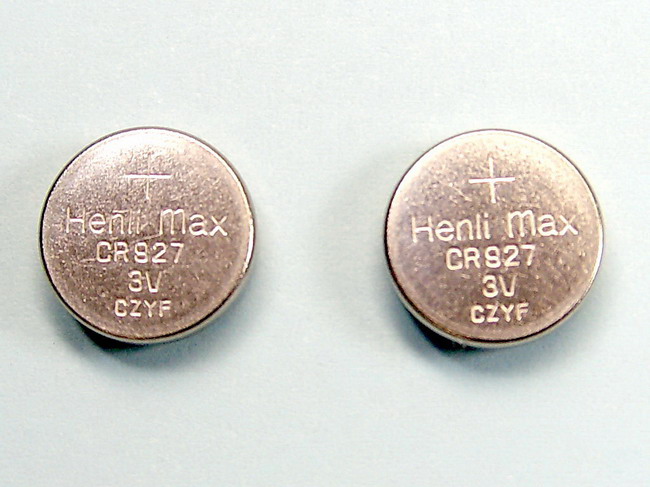 +
Henli Max
CR927
3V
CZYF
+
Henli Max
CR927
3V
CZYF